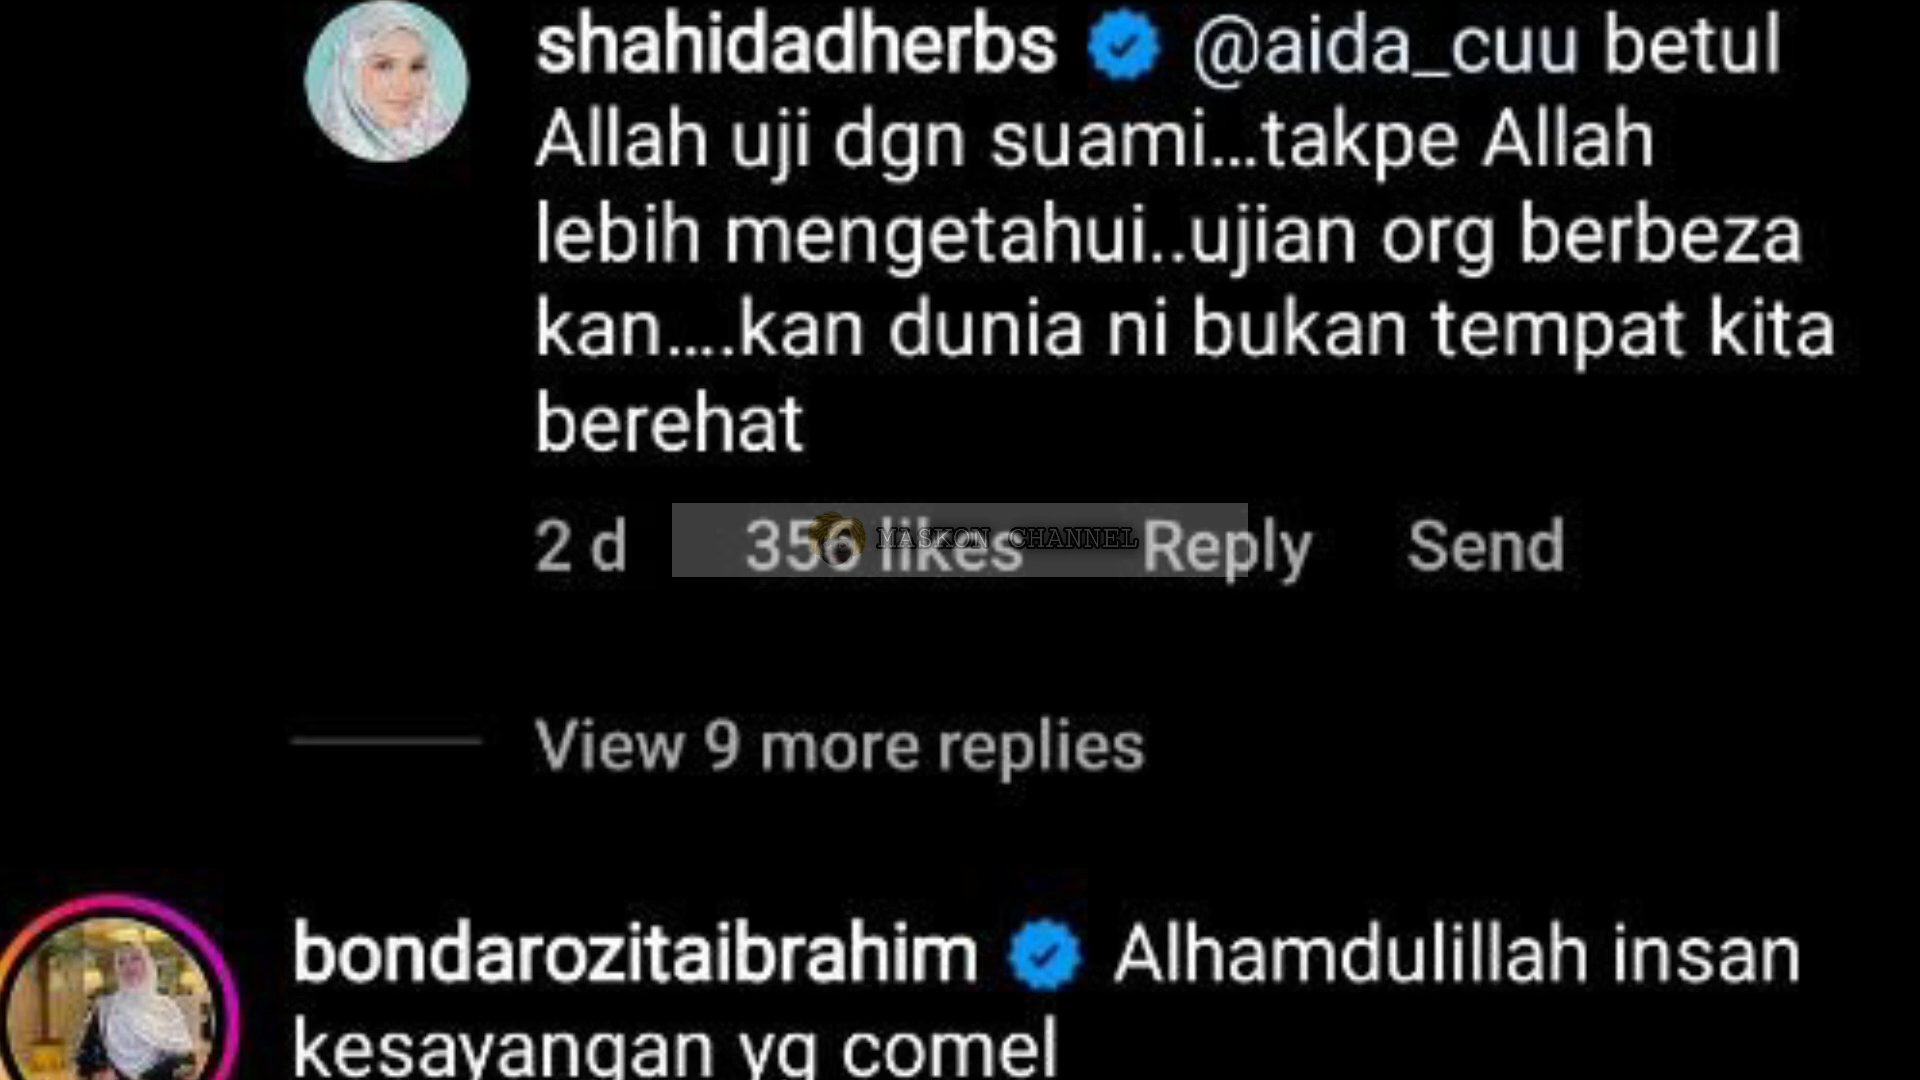 shahidadherbs @aida_cuu betul
Allah uji dgn suami...takpe Allah
lebih mengetahui..ujian org berbeza
kan....kan dunia ni bukan tempat kita
berehat
2 d 356 likes Reply Send
MASKON CHANNEL
View 9 more replies
bondarozitaibrahim Alhamdulillah insan
kesayangan yg comel